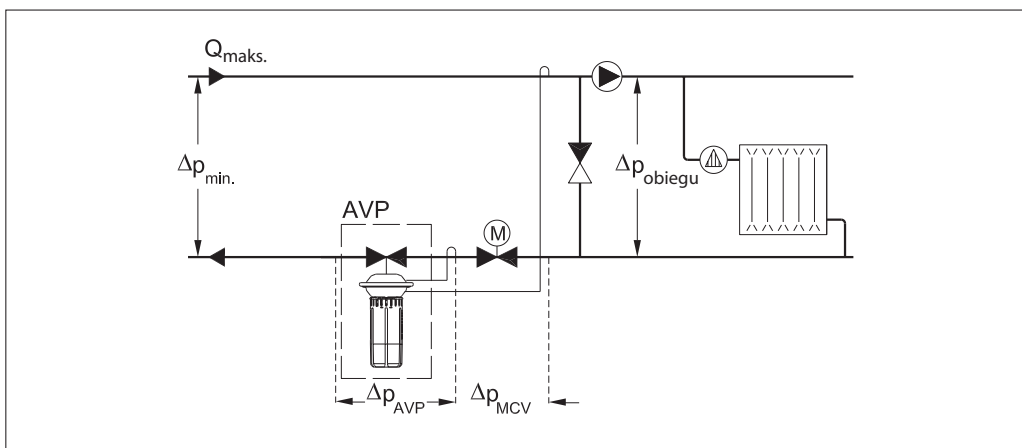 Qmaks.
Δpmin.
Δpobiegu
AVP
M
ΔpAVP
ΔpMCV